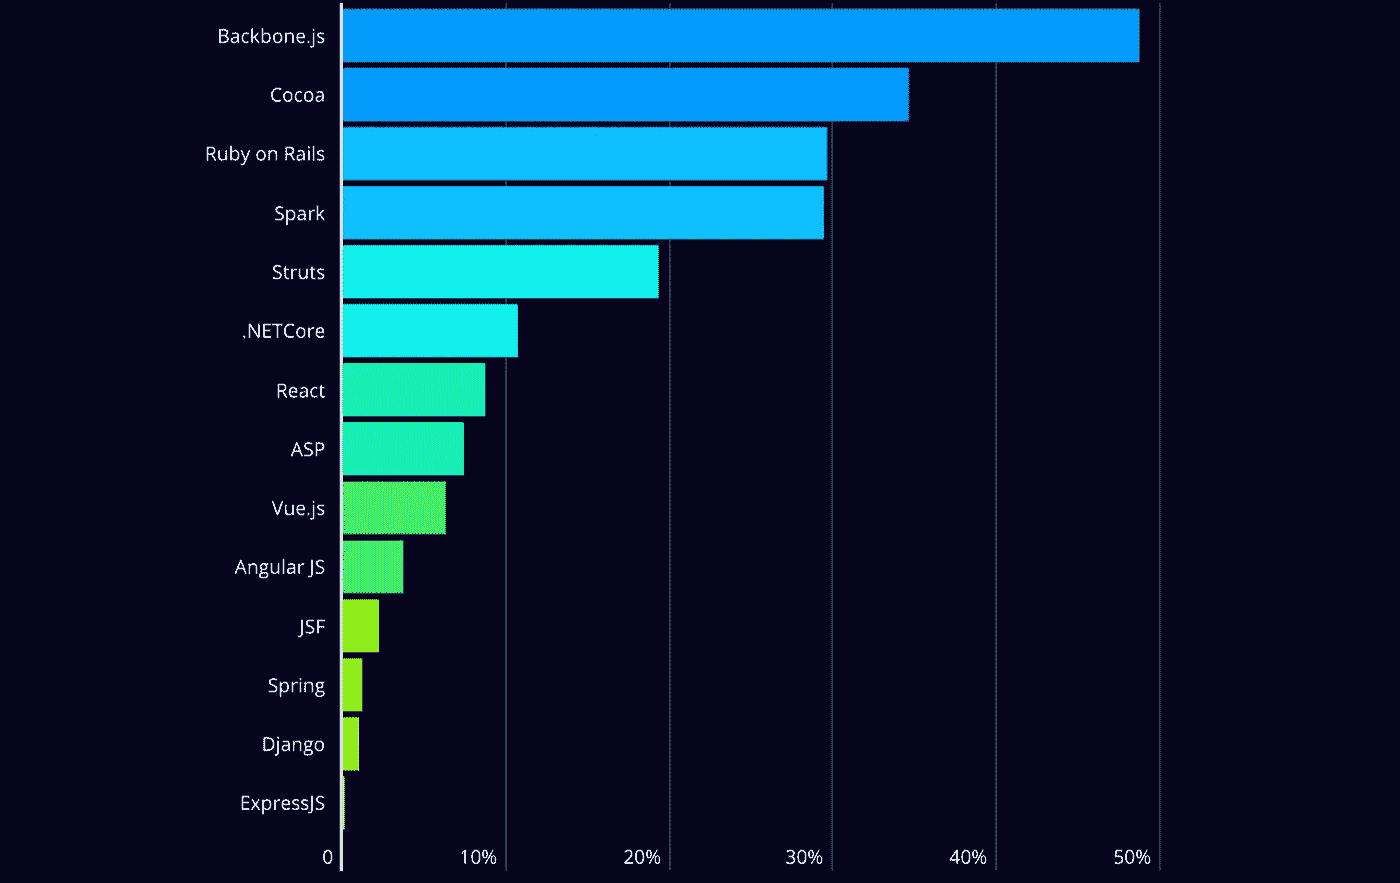 Backbone.js
Cocoa
Ruby on Rails
Spark
Struts
.NETCore
React
ASP
Vue.js
Angular JS
JSF
Spring
Django
ExpressJS
0 10% 20% 30% 40% 50%